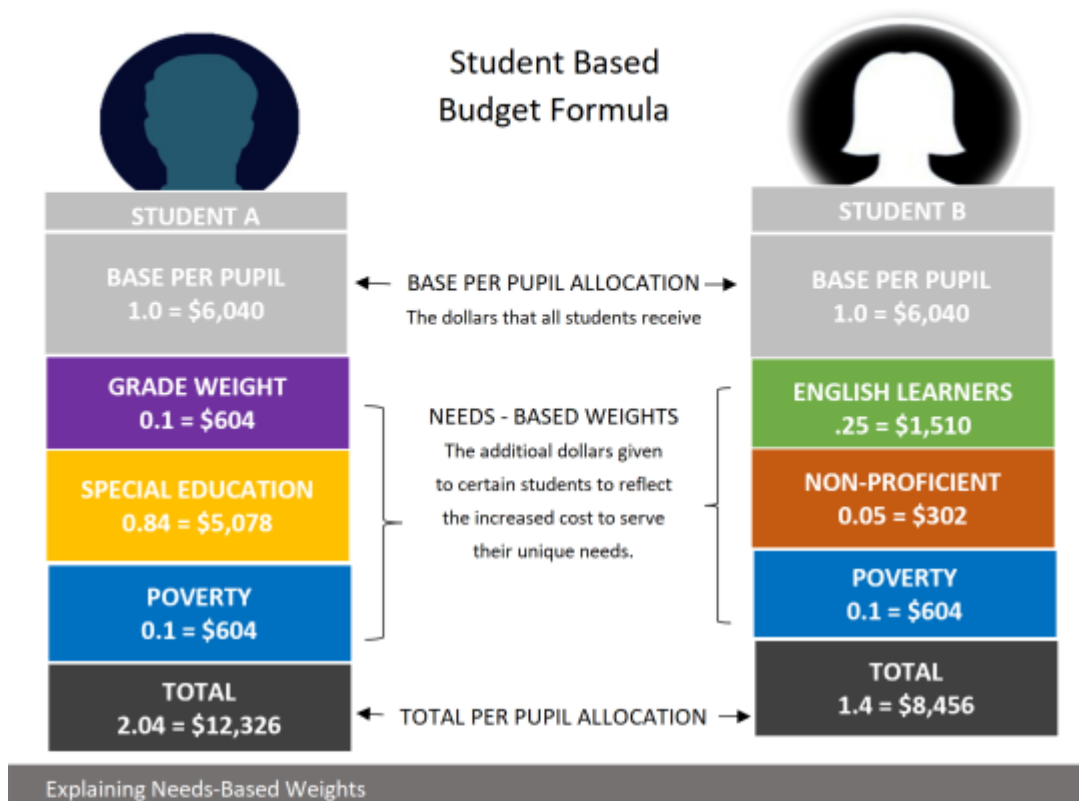 Student Based
Budget Formula
STUDENT A
BASE PER PUPIL
1.0 = $6,040
GRADE WEIGHT
0.1 = $604
SPECIAL EDUCATION
0.84 = $5,078
POVERTY
0.1 = $604
TOTAL
2.04 = $12,326
BASE PER PUPIL ALLOCATION
The dollars that all students receive
NEEDS - BASED WEIGHTS
The additioal dollars given
to certain students to reflect
the increased cost to serve
their unique needs.
TOTAL PER PUPIL ALLOCATION
STUDENT B
BASE PER PUPIL
1.0 = $6,040
ENGLISH LEARNERS
.25 = $1,510
NON-PROFICIENT
0.05 = $302
POVERTY
0.1 = $604
TOTAL
1.4 = $8,456
Explaining Needs-Based Weights